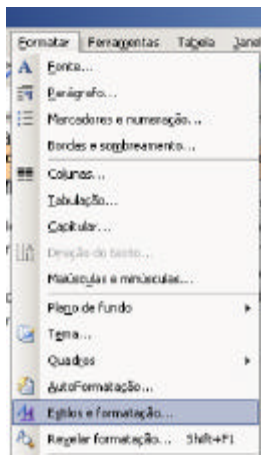 Formatar Ferramentas Tabela Janel
Fonte...
Parágrafo...
Marcadores e numeração...
Bordas e sombreamento...
Colunas...
Tabulação...
Capitular...
Direção do texto...
Maiúsculas e minúsculas...
Plano de fundo
Tema...
Quadros
AutoFormatação...
Estilos e formatação...
Revelar formatação... Shift+F1